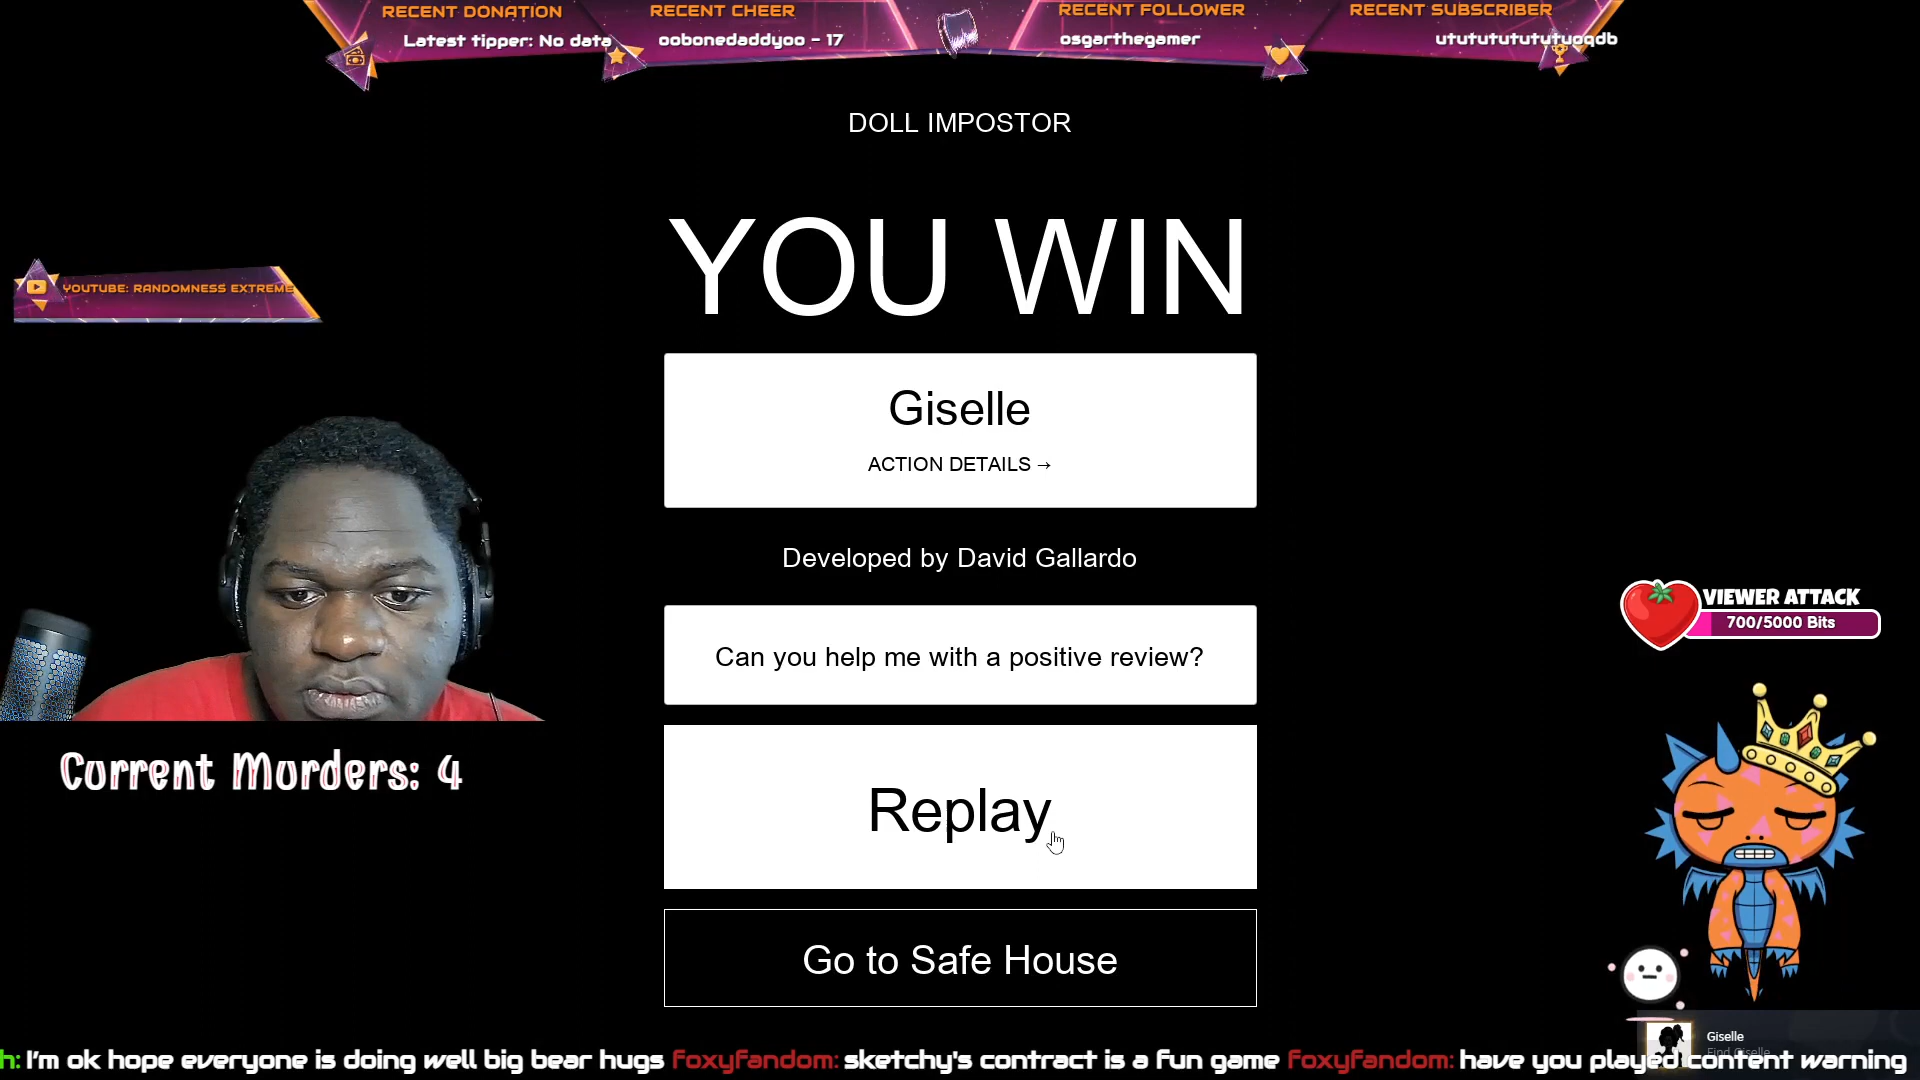 RECENT DONATION
Latest tipper: No data
RECENT CHEER
oobonedaddyoo - 17
RECENT FOLLOWER
osgarthegamer
RECENT SUBSCRIBER
DOLL IMPOSTOR
YOU WIN
YOUTUBE: RANDOMNESS EXTREME
Giselle
ACTION DETAILS →
Developed by David Gallardo
VIEWER ATTACK
700/5000 Bits
Can you help me with a positive review?
Current Murders: 4
Replay
Go to Safe House
Giselle
Find Giselle
h: I'm ok hope everyone is doing well big bear hugs foxyfandom: sketchy's contract is a fun game foxyfandom: have you played content warning